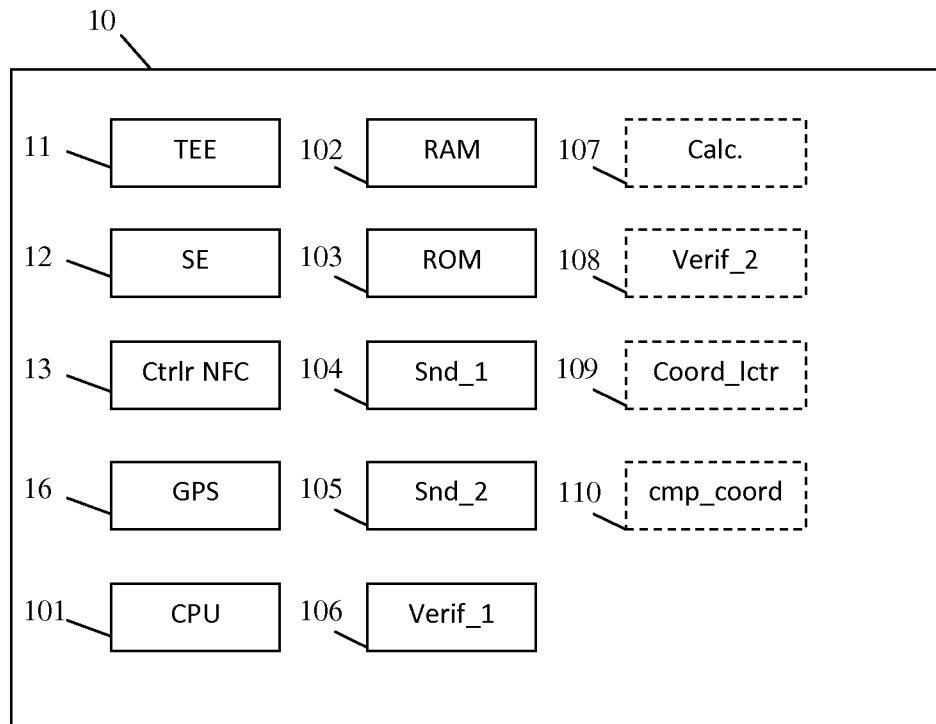 10
11 TEE 102 RAM 107 Calc.
12 SE 103 ROM 108 Verif_2
13 Ctrlr NFC 104 Snd_1 109 Coord_lctr
16 GPS 105 Snd_2 110 cmp_coord
101 CPU 106 Verif_1